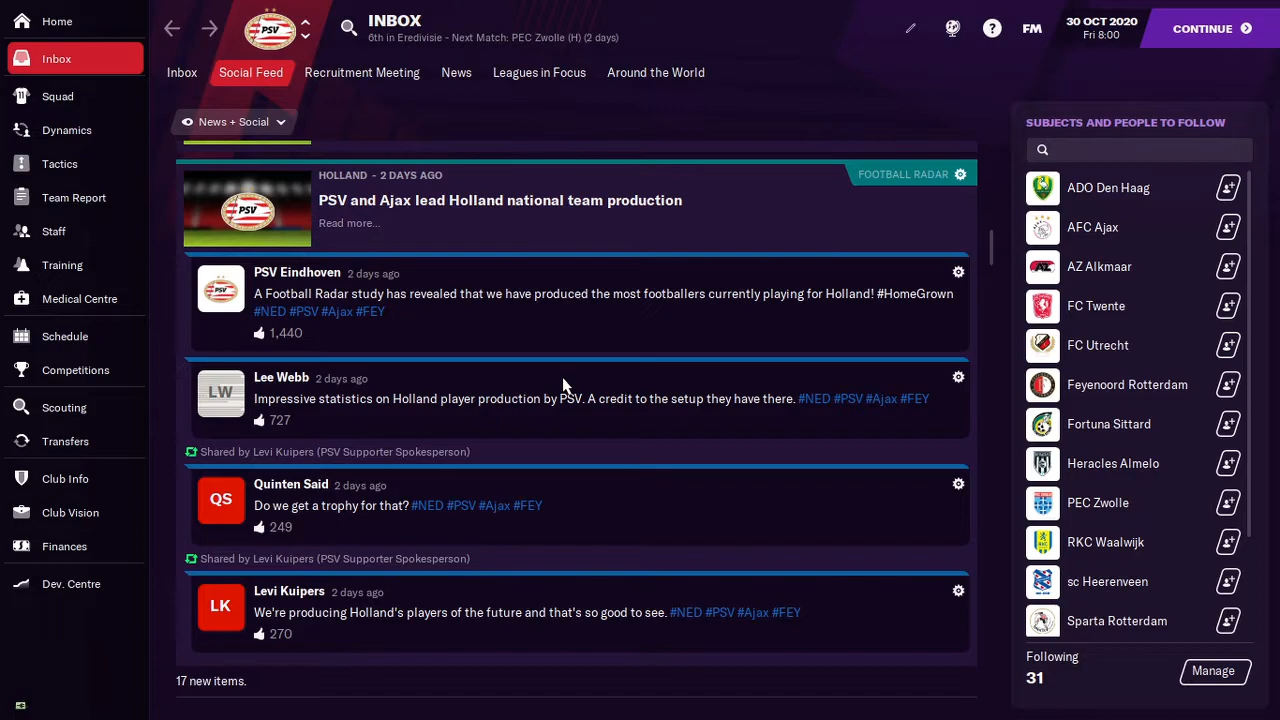 Home
INBOX
6th in Eredivisie - Next Match: PEC Zwolle (H) (2 days)
FM
30 OCT 2020
Fri 8:00
CONTINUE
Inbox
Squad
Dynamics
Tactics
Team Report
Staff
Training
Medical Centre
Schedule
Competitions
Scouting
Transfers
Club Info
Club Vision
Finances
Dev. Centre
Inbox
Social Feed
Recruitment Meeting
News
Leagues in Focus
Around the World
News + Social
HOLLAND - 2 DAYS AGO
FOOTBALL RADAR
PSV
PSV and Ajax lead Holland national team production
Read more...
PSV Eindhoven 2 days ago
A Football Radar study has revealed that we have produced the most footballers currently playing for Holland! #HomeGrown
#NED #PSV #Ajax #FEY
1,440
LW
Lee Webb 2 days ago
Impressive statistics on Holland player production by PSV. A credit to the setup they have there. #NED #PSV #Ajax #FEY
727
Shared by Levi Kuipers (PSV Supporter Spokesperson)
QS
Quinten Said 2 days ago
Do we get a trophy for that? #NED #PSV #Ajax #FEY
249
Shared by Levi Kuipers (PSV Supporter Spokesperson)
LK
Levi Kuipers 2 days ago
We're producing Holland's players of the future and that's so good to see. #NED #PSV #Ajax #FEY
270
17 new items.
SUBJECTS AND PEOPLE TO FOLLOW
ADO Den Haag
AFC Ajax
AZ Alkmaar
FC Twente
FC Utrecht
Feyenoord Rotterdam
Fortuna Sittard
Heracles Almelo
PEC Zwolle
RKC Waalwijk
sc Heerenveen
Sparta Rotterdam
Following
31
Manage